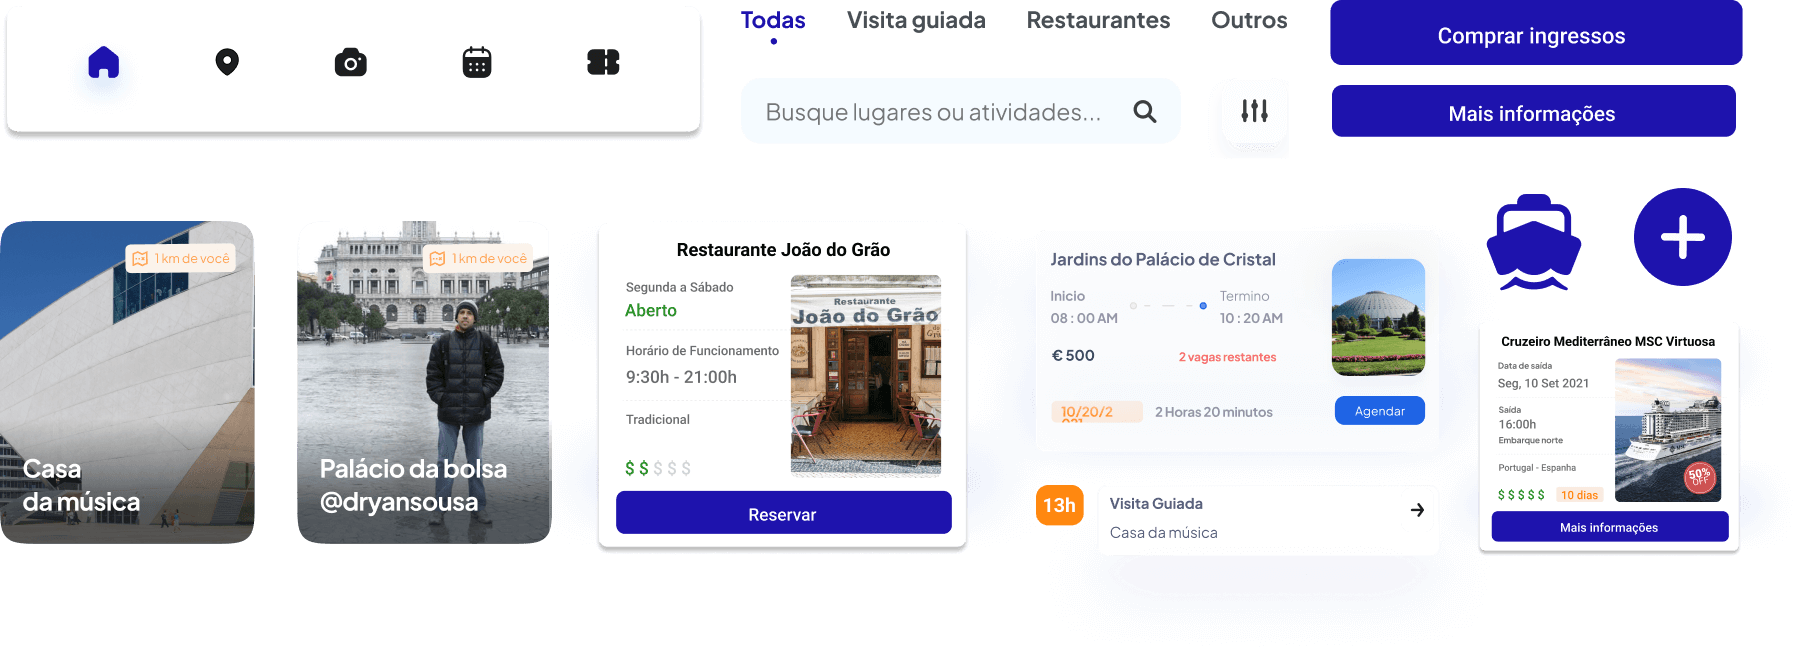 Todas
Visita guiada
Restaurantes
Outros
Busque lugares ou atividades...
Comprar ingressos
Mais informações
1 km de você
Casa
da música
1 km de você
Palácio da bolsa
@dryansousa
Restaurante João do Grão
Segunda a Sábado
Aberto
Horário de Funcionamento
9:30h - 21:00h
Tradicional
$ $ $ $ $
Restaurante
João do Grão
Reservar
Jardins do Palácio de Cristal
Inicio
08 : 00 AM
Termino
10 : 20 AM
€ 500
2 vagas restantes
10/20/2
021
2 Horas 20 minutos
Agendar
13h
Visita Guiada
Casa da música
Cruzeiro Mediterrâneo MSC Virtuosa
Data de saída
Seg, 10 Set 2021
Saída
16:00h
Embarque norte
Portugal - Espanha
$ $ $ $ $
10 dias
50%
OFF
Mais informações